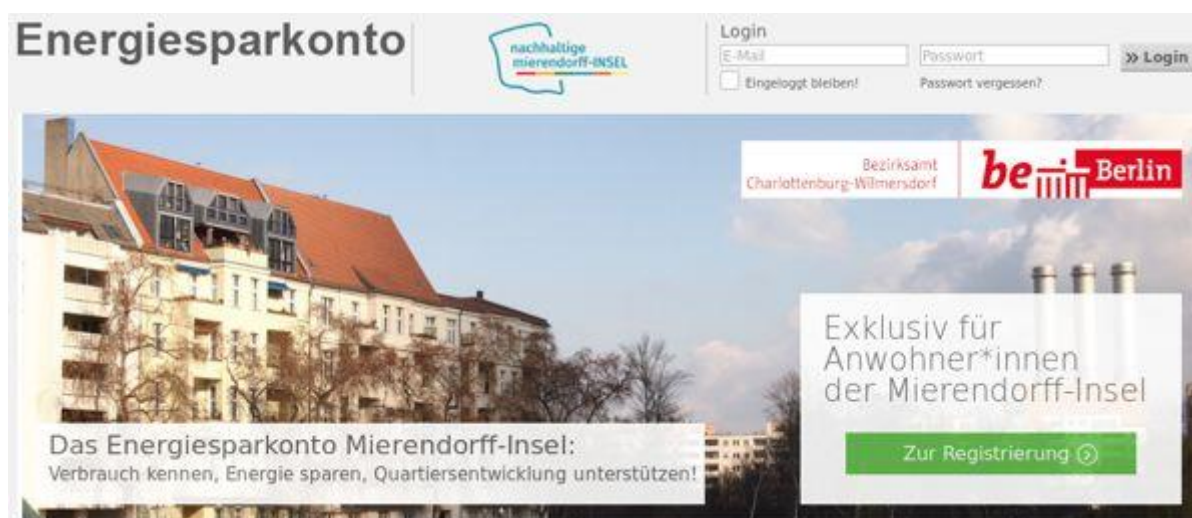 Energiesparkonto
nachhaltige
mierendorff-INSEL
Login
E-Mail
Passwort
» Login
Eingeloggt bleiben!
Passwort vergessen?
Bezirksamt
Charlottenburg-Wilmersdorf
be Berlin
Exklusiv für
Anwohner*innen
der Mierendorff-Insel
Zur Registrierung
Das Energiesparkonto Mierendorff-Insel:
Verbrauch kennen, Energie sparen, Quartiersentwicklung unterstützen!